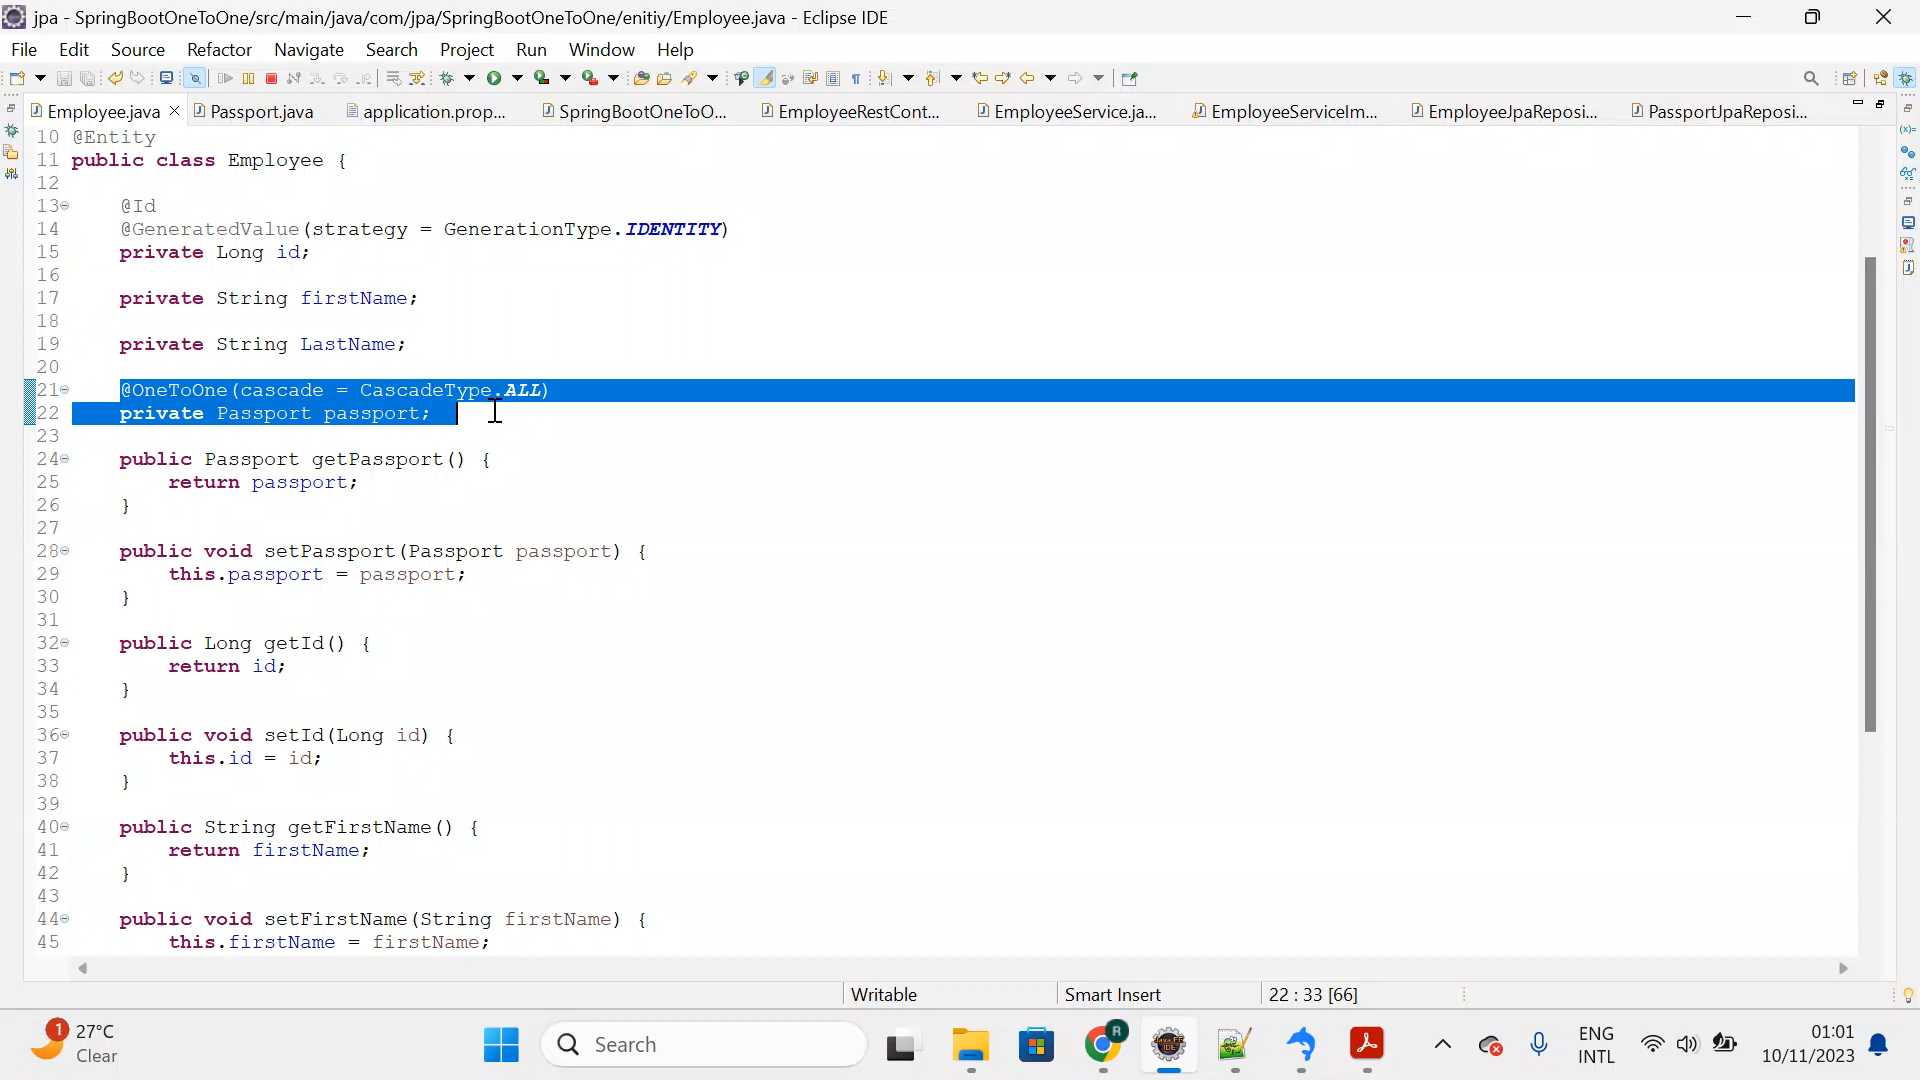 jpa - SpringBootOneToOne/src/main/java/com/jpa/SpringBootOneToOne/enitiy/Employee.java - Eclipse IDE
File Edit Source Refactor Navigate Search Project Run Window Help
Employee.java Passport.java application.prop... SpringBootOneToO... EmployeeRestCont... EmployeeService.ja... EmployeeServiceIm... EmployeeJpaReposi... PassportJpaReposi...
10 @Entity
11 public class Employee {
12
13 @Id
14 @GeneratedValue(strategy = GenerationType.IDENTITY)
15 private Long id;
16
17 private String firstName;
18
19 private String LastName;
20
21 @OneToOne(cascade = CascadeType.ALL)
22 private Passport passport;
23
24 public Passport getPassport() {
25 return passport;
26 }
27
28 public void setPassport(Passport passport) {
29 this.passport = passport;
30 }
31
32 public Long getId() {
33 return id;
34 }
35
36 public void setId(Long id) {
37 this.id = id;
38 }
39
40 public String getFirstName() {
41 return firstName;
42 }
43
44 public void setFirstName(String firstName) {
45 this.firstName = firstName;
Writable Smart Insert 22 : 33 [66]
1 27°C
Clear
Search
R
Java EE
IDE
ENG
INTL
01:01
10/11/2023